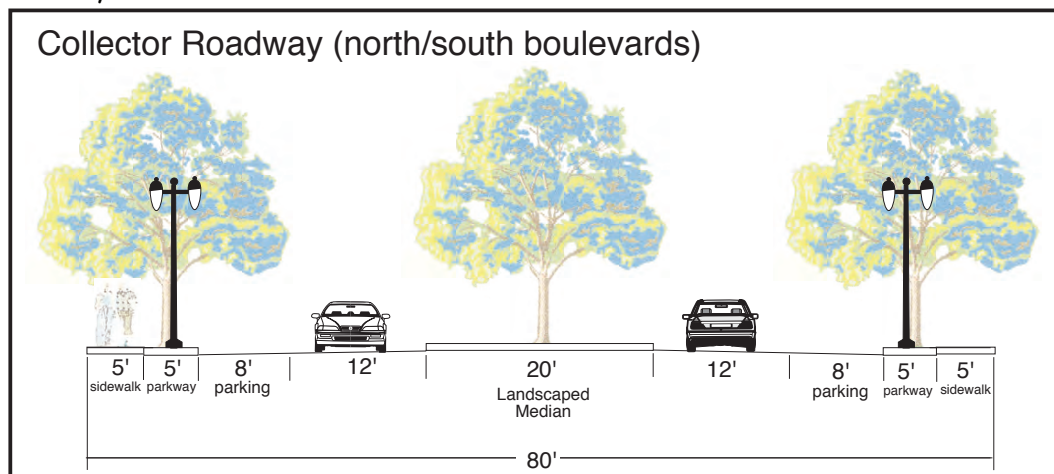 Collector Roadway (north/south boulevards)
5' 5' 8' 12' 20' 12' 8' 5' 5'
sidewalk parkway parking Landscaped Median parking parkway sidewalk
80'